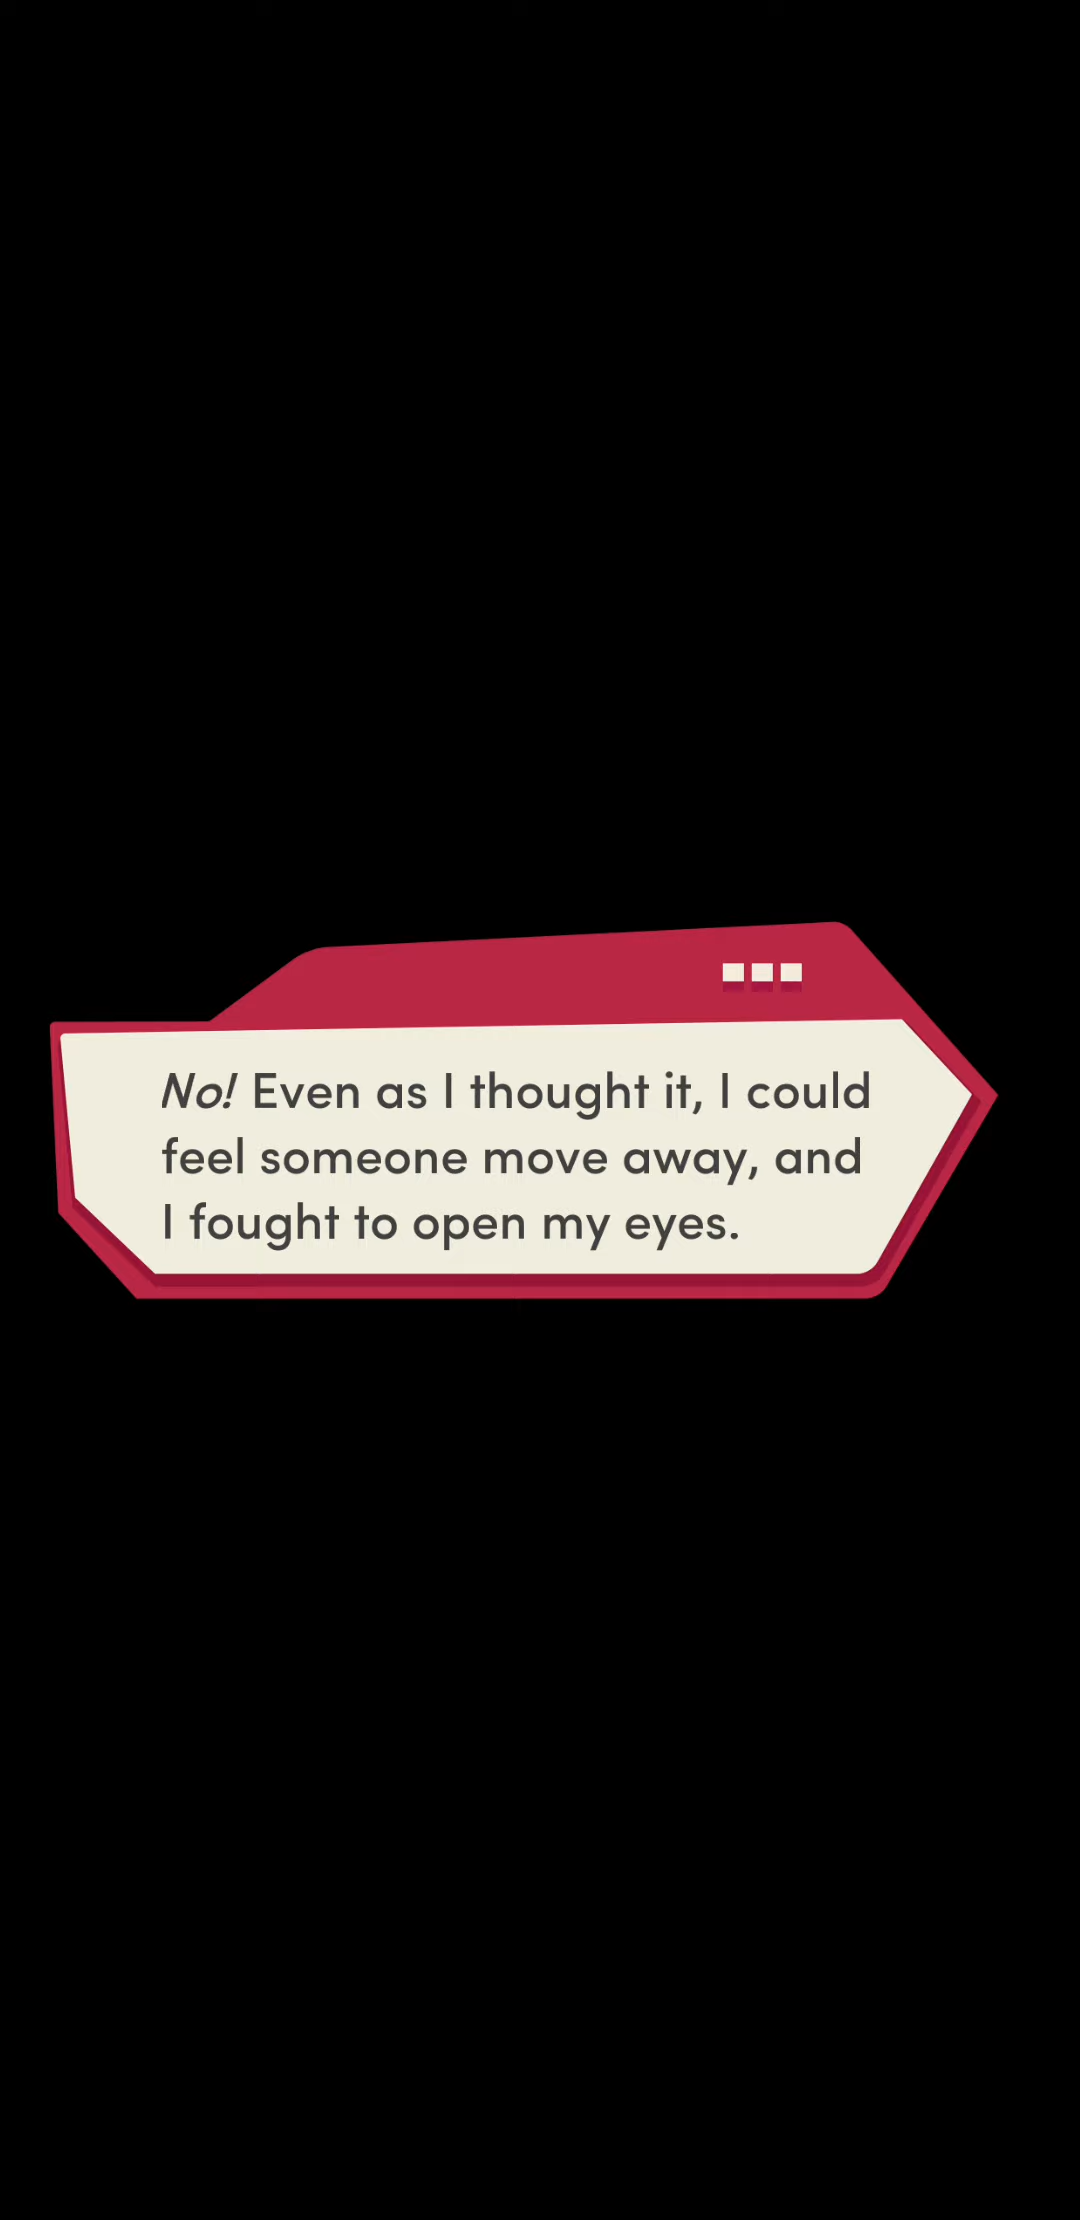 No! Even as I thought it, I could
feel someone move away, and
I fought to open my eyes.